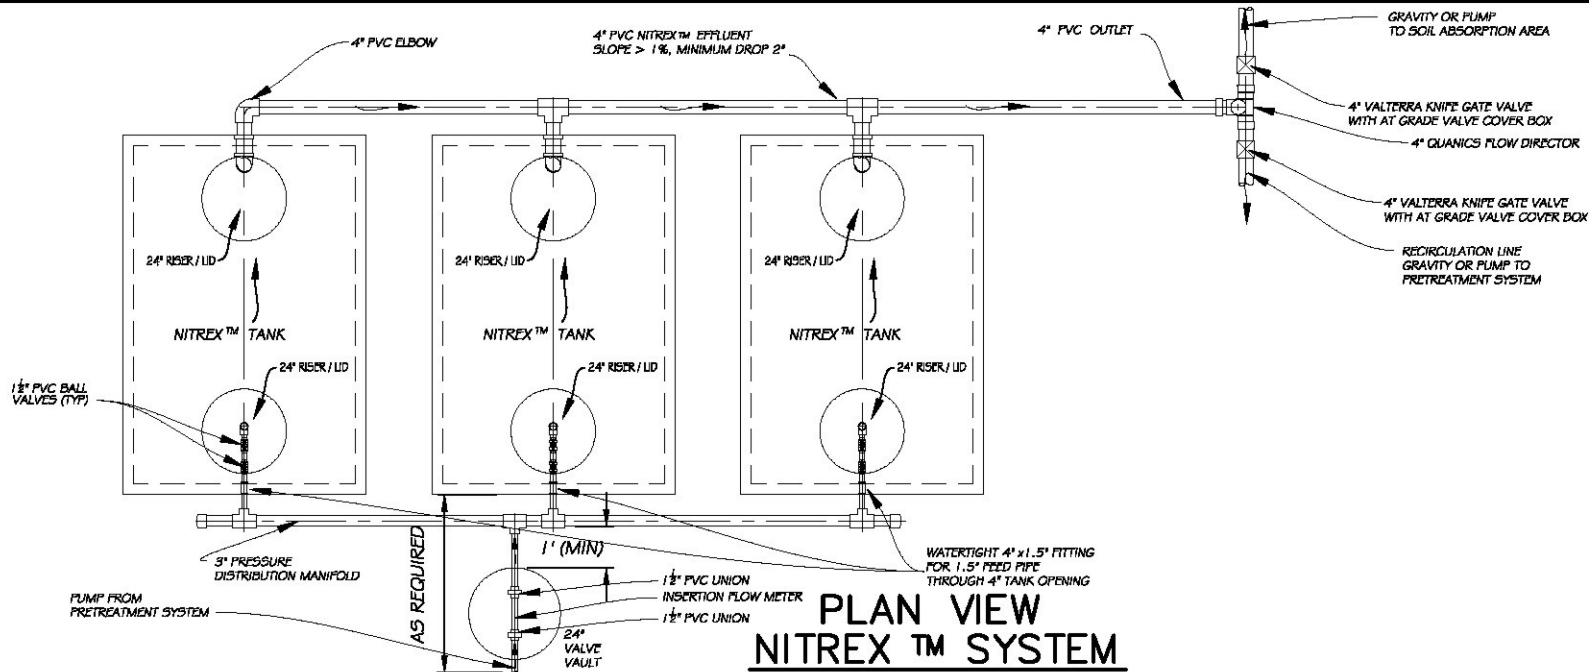 4" PVC ELBOW
4" PVC NITREX™ EFFLUENT
SLOPE > 1%, MINIMUM DROP 2"
4" PVC OUTLET
GRAVITY OR PUMP
TO SOIL ABSORPTION AREA
4" VALTERRA KNIFE GATE VALVE
WITH AT GRADE VALVE COVER BOX
4" QUANICS FLOW DIRECTOR
4" VALTERRA KNIFE GATE VALVE
WITH AT GRADE VALVE COVER BOX
RECIRCULATION LINE
GRAVITY OR PUMP TO
PRETREATMENT SYSTEM
24" RISER / LID
24" RISER / LID
24" RISER / LID
NITREX™ TANK
NITREX™ TANK
NITREX™ TANK
24" RISER / LID
24" RISER / LID
24" RISER / LID
1½" PVC BALL
VALVES (TYP)
3" PRESSURE
DISTRIBUTION MANIFOLD
AS REQUIRED
1' (MIN)
WATERTIGHT 4" x1.5" FITTING
FOR 1.5" FEED PIPE
THROUGH 4" TANK OPENING
PUMP FROM
PRETREATMENT SYSTEM
1½" PVC UNION
INSERTION FLOW METER
1½" PVC UNION
24"
VALVE
VAULT
PLAN VIEW
NITREX ™ SYSTEM